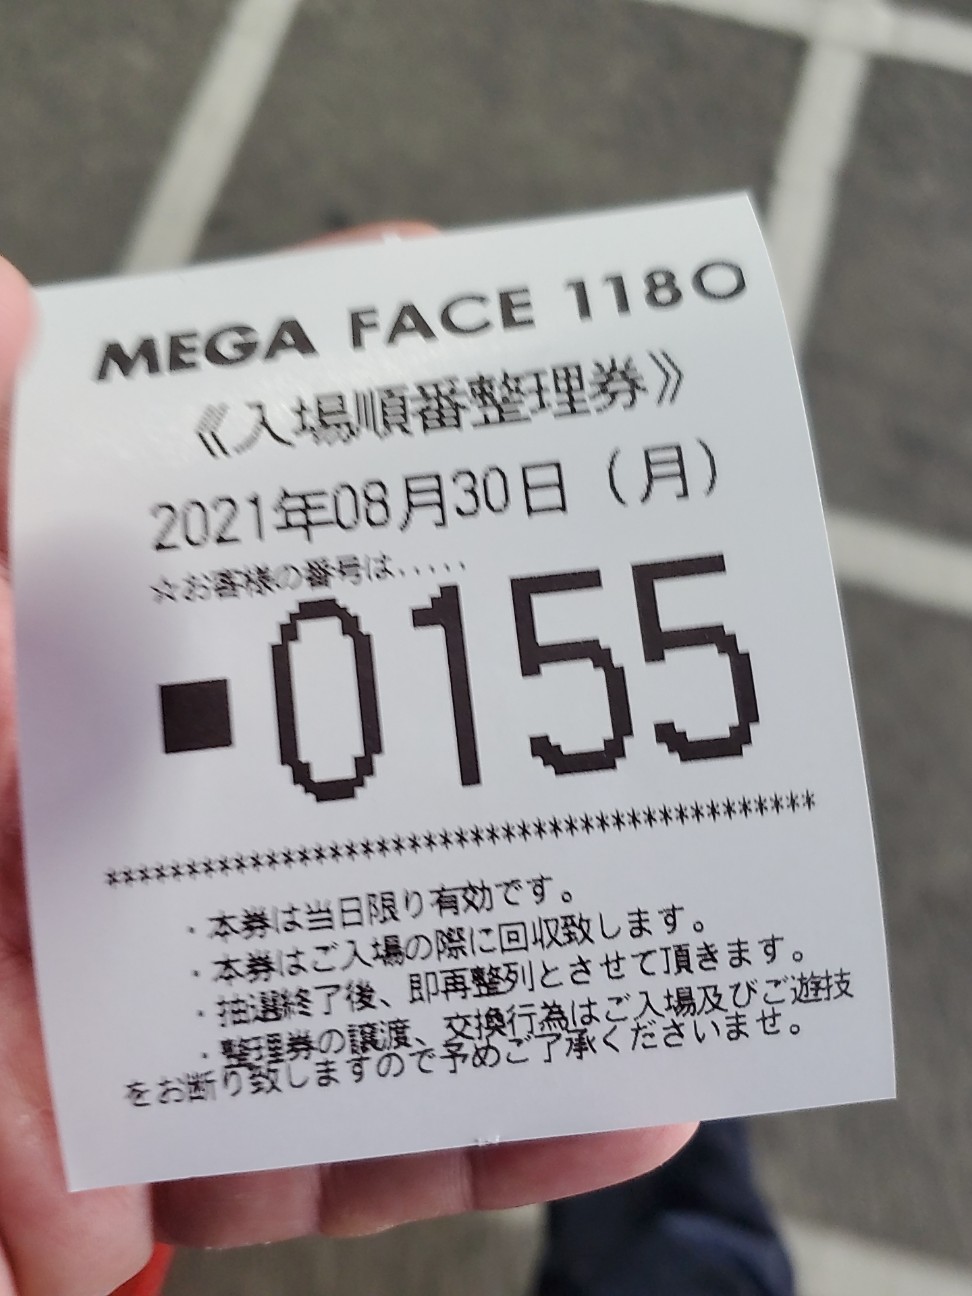 MEGA FACE 1180
《入場順番整理券》
2021年08月30日（月）
☆お客様の番号は.....
■0155
********************************************
・本券は当日限り有効です。
・本券はご入場の際に回収致します。
・抽選終了後、即再整列とさせて頂きます。
・整理券の譲渡、交換行為はご入場及びご遊技
をお断り致しますので予めご了承くださいませ。